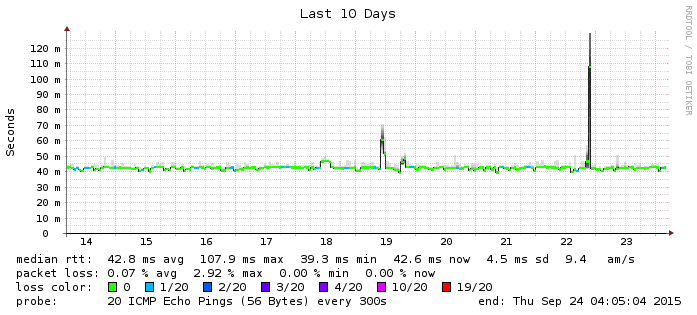 Last 10 Days
RRDTOOL / TOBI OETIKER
Seconds
120 m
110 m
100 m
90 m
80 m
70 m
60 m
50 m
40 m
30 m
20 m
10 m
0
14 15 16 17 18 19 20 21 22 23
median rtt: 42.8 ms avg 107.9 ms max 39.3 ms min 42.6 ms now 4.5 ms sd 9.4 am/s
packet loss: 0.07 % avg 2.92 % max 0.00 % min 0.00 % now
loss color: 0 1/20 2/20 3/20 4/20 10/20 19/20
probe: 20 ICMP Echo Pings (56 Bytes) every 300s end: Thu Sep 24 04:05:04 2015